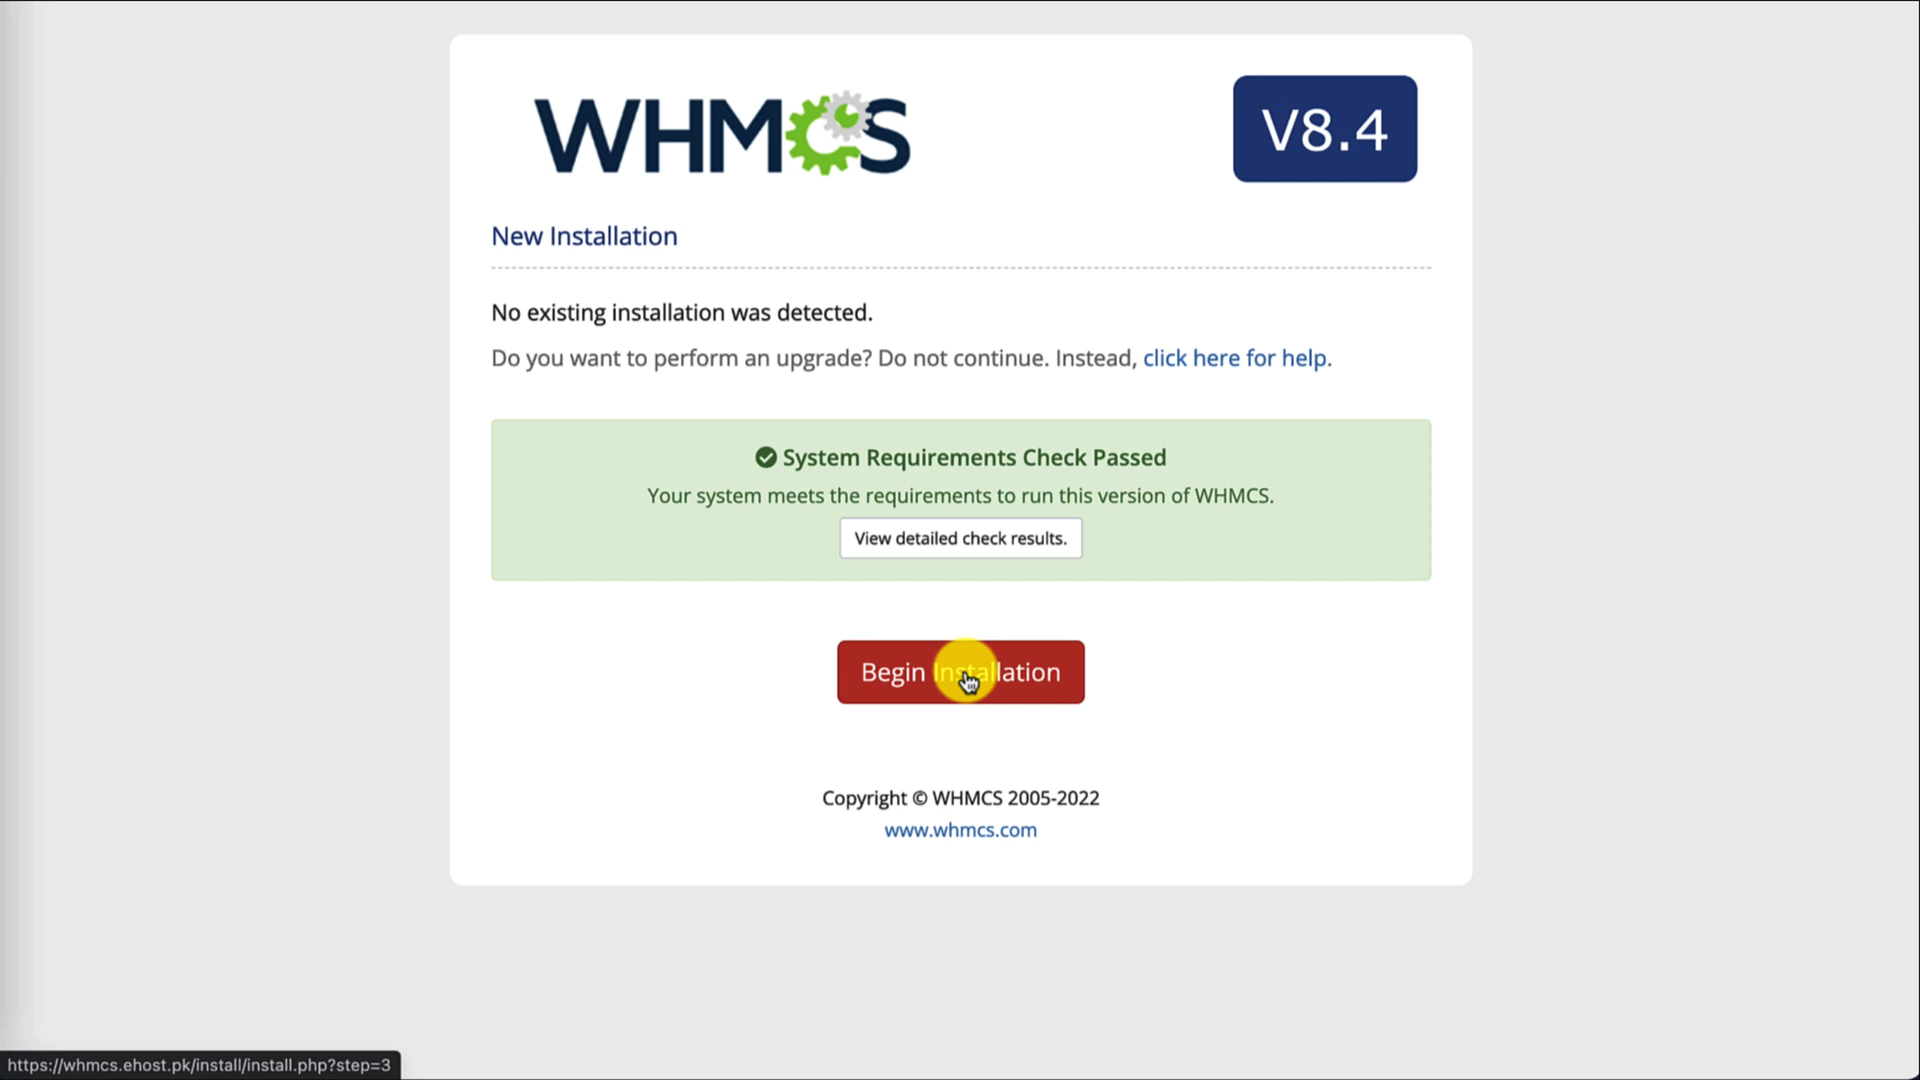 WHMCS
V8.4
New Installation
No existing installation was detected.
Do you want to perform an upgrade? Do not continue. Instead, click here for help.
System Requirements Check Passed
Your system meets the requirements to run this version of WHMCS.
View detailed check results.
Begin Installation
Copyright © WHMCS 2005-2022
www.whmcs.com
https://whmcs.ehost.pk/install/install.php?step=3